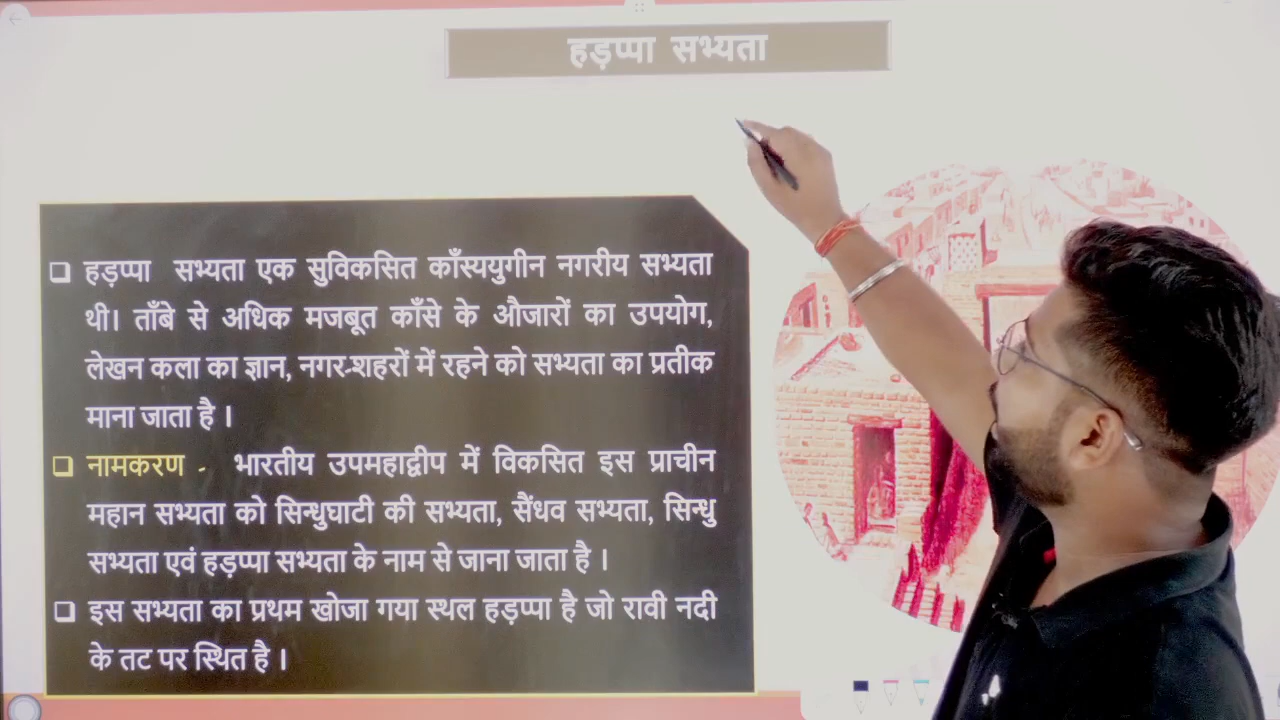 हड़प्पा सभ्यता
❑ हड़प्पा सभ्यता एक सुविकसित काँस्ययुगीन नगरीय सभ्यता
थी। ताँबे से अधिक मजबूत काँसे के औजारों का उपयोग,
लेखन कला का ज्ञान, नगर-शहरों में रहने को सभ्यता का प्रतीक
माना जाता है ।
❑ नामकरण - भारतीय उपमहाद्वीप में विकसित इस प्राचीन
महान सभ्यता को सिन्धुघाटी की सभ्यता, सैंधव सभ्यता, सिन्धु
सभ्यता एवं हड़प्पा सभ्यता के नाम से जाना जाता है ।
❑ इस सभ्यता का प्रथम खोजा गया स्थल हड़प्पा है जो रावी नदी
के तट पर स्थित है ।